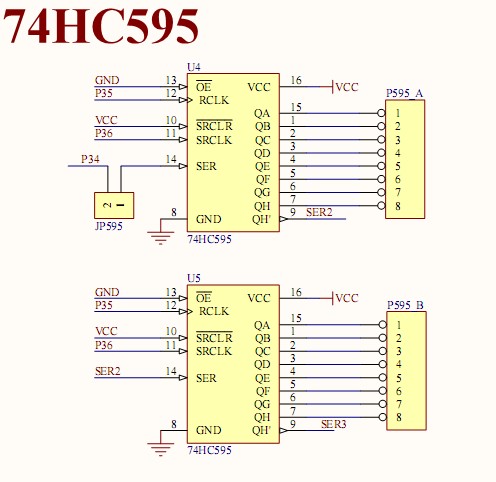 74HC595
U4
GND 13 OE VCC 16 VCC
P35 12 RCLK P595_A
QA 15 1
VCC 10 SRCLR QB 1 2
P36 11 SRCLK QC 2 3
QD 3 4
P34 14 SER QE 4 5
QF 5 6
QG 6 7
2 1 QH 7 8
8 GND QH' 9 SER2
JP595
74HC595
U5
GND 13 OE VCC 16 VCC
P35 12 RCLK P595_B
QA 15 1
VCC 10 SRCLR QB 1 2
P36 11 SRCLK QC 2 3
QD 3 4
SER2 14 SER QE 4 5
QF 5 6
QG 6 7
QH 7 8
8 GND QH' 9 SER3
74HC595